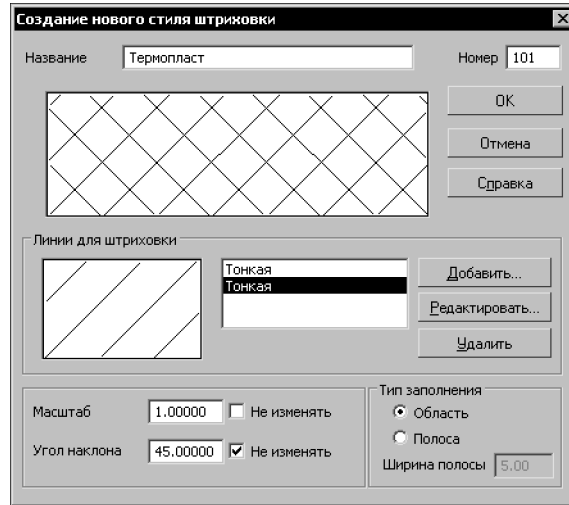 Создание нового стиля штриховки
Название Термопласт Номер 101
OK
Отмена
Справка
Линии для штриховки
Тонкая
Тонкая
Добавить...
Редактировать...
Удалить
Масштаб 1.00000 Не изменять
Угол наклона 45.00000 Не изменять
Тип заполнения
Область
Полоса
Ширина полосы 5.00